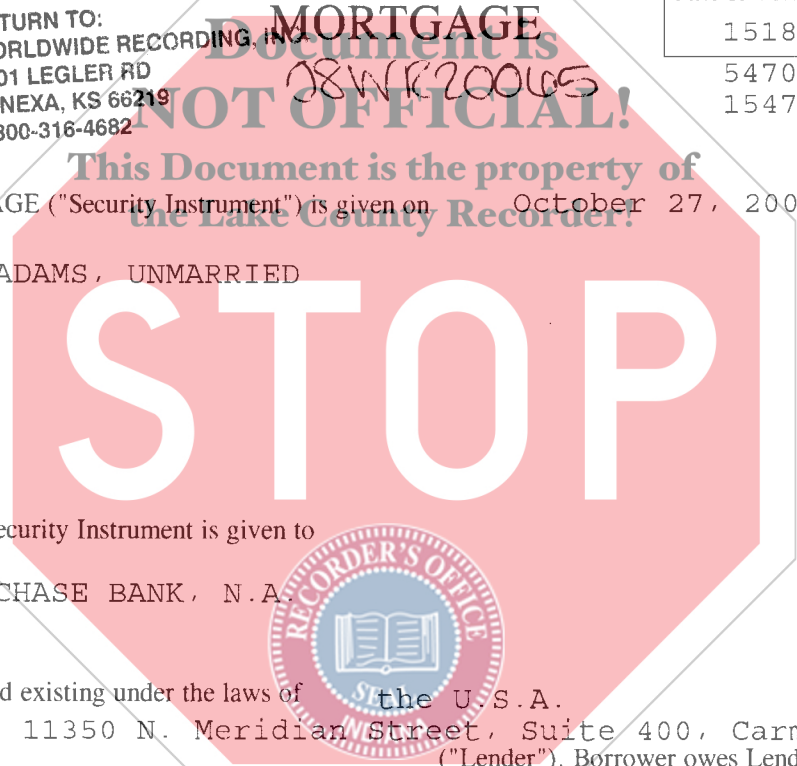 MORTGAGE
TURN TO:
ORLDWIDE RECORDING, INC.
01 LEGLER RD
NEXA, KS 66219
800-316-4682
1518
5470
1547
Document is
NOT OFFICIAL!
This Document is the property of
the Lake County Recorder!
AGE ("Security Instrument") is given on October 27, 200
ADAMS, UNMARRIED
STOP
ecurity Instrument is given to
CHASE BANK, N.A.
RECORDER'S OFFICE
SEAL
INDIANA
d existing under the laws of the U.S.A.
11350 N. Meridian Street, Suite 400, Carm
("Lender"). Borrower owes Lend